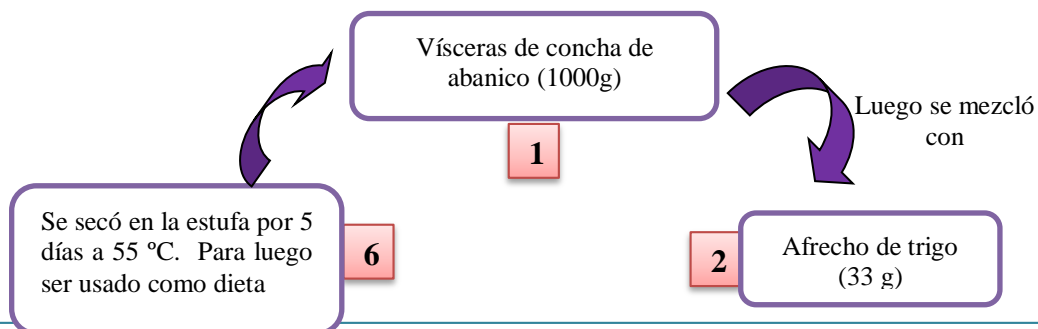 Vísceras de concha de
abanico (1000g)
Luego se mezcló
con
1
Se secó en la estufa por 5
días a 55 ºC.  Para luego
ser usado como dieta
6
2
Afrecho de trigo
(33 g)